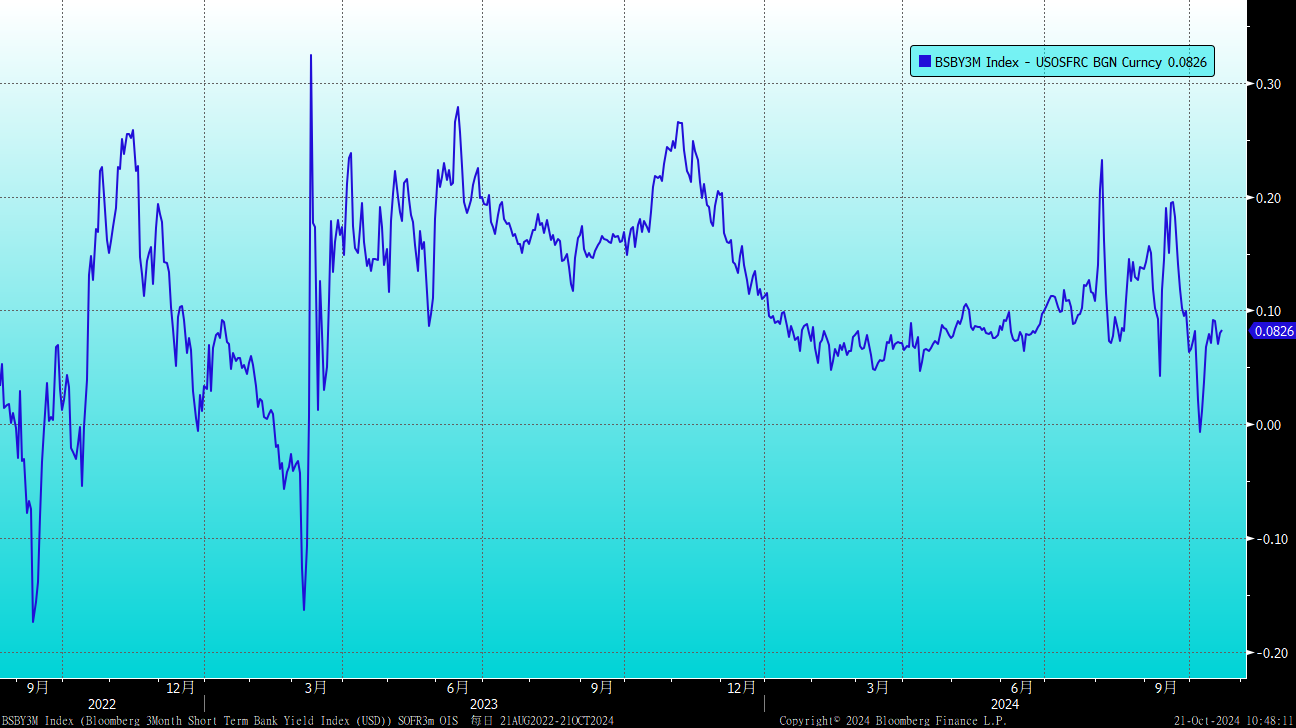 BSBY3M Index - USOSFRC BGN Curncy 0.0826
0.30
0.20
0.10
0.0826
0.00
-0.10
-0.20
9月 12月 3月 6月 9月 12月 3月 6月 9月
2022 2023 2024
BSBY3M Index (Bloomberg 3Month Short Term Bank Yield Index (USD)) SOFR3m OIS 毎日 21AUG2022-21OCT2024 Copyright© 2024 Bloomberg Finance L.P. 21-Oct-2024 10:48:11